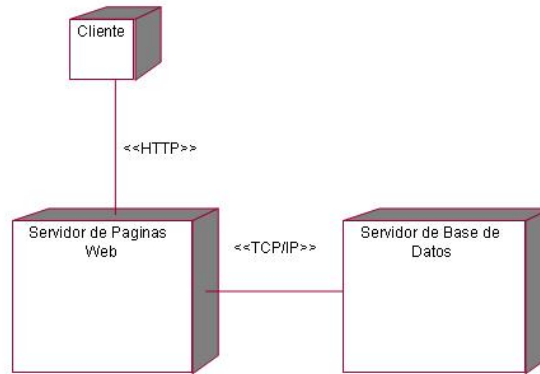 Cliente
<<HTTP>>
Servidor de Paginas
Web
<<TCP/IP>>
Servidor de Base de
Datos